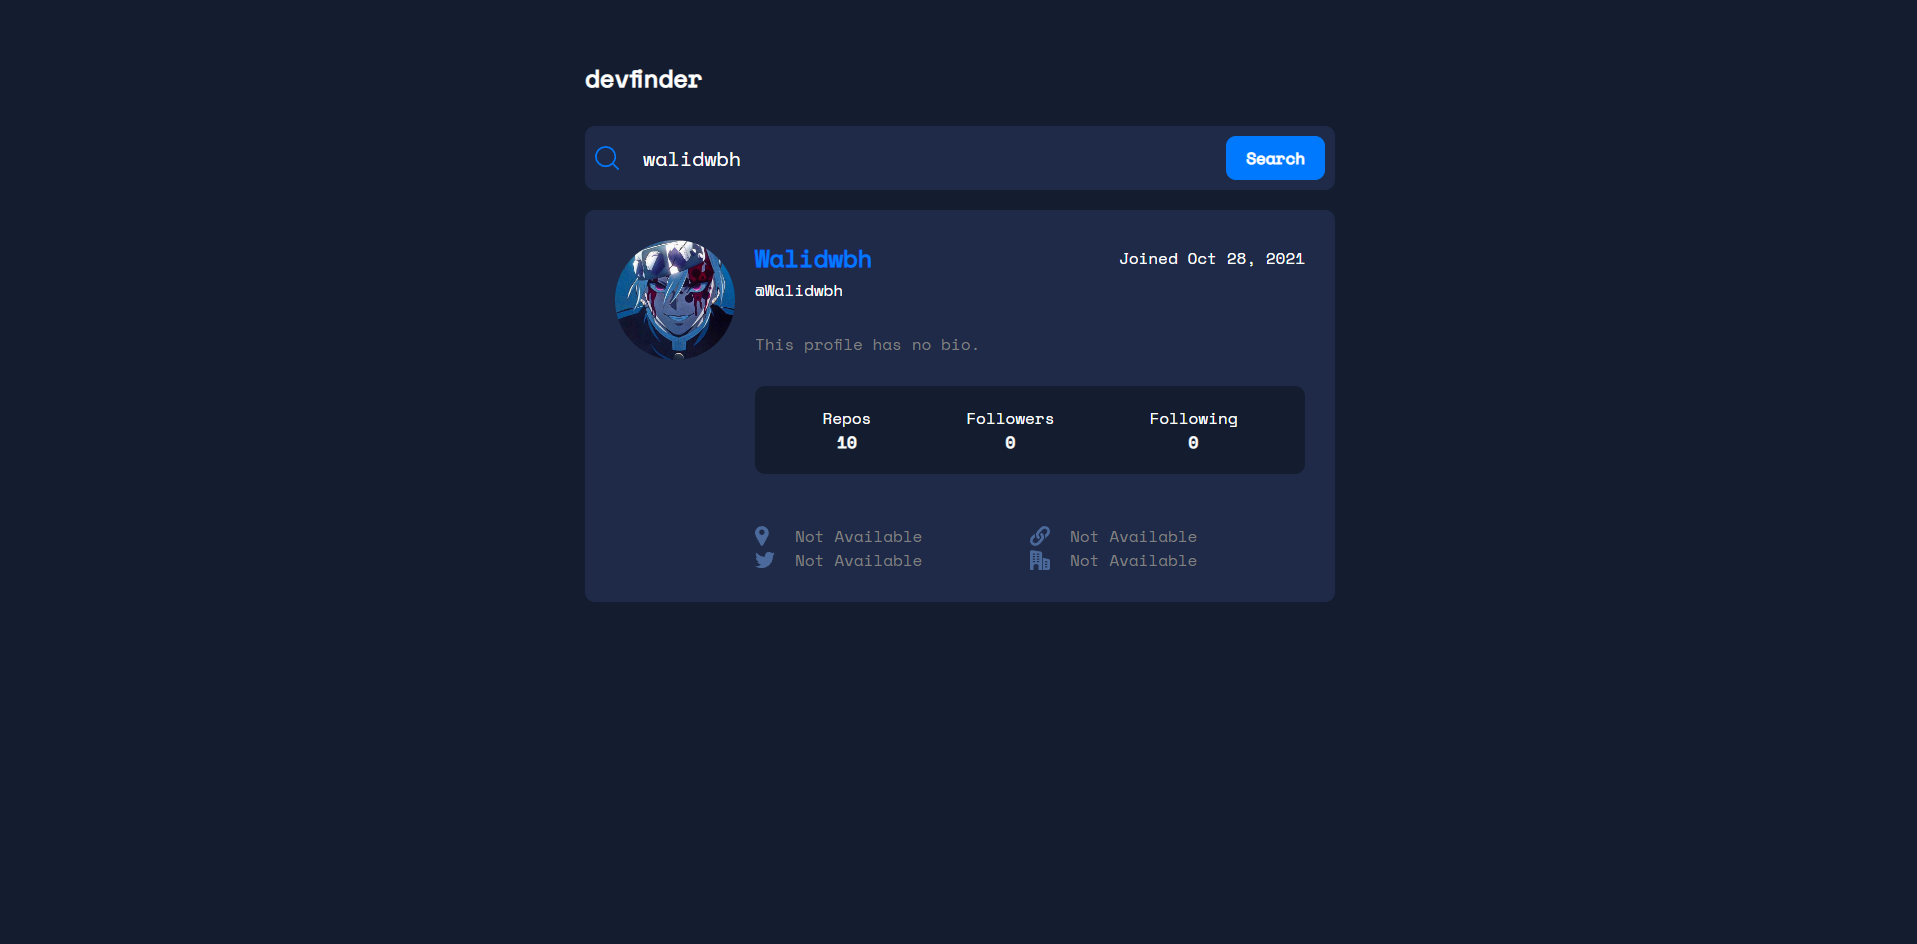 devfinder
walidwbh
Search
Walidwbh
Joined Oct 28, 2021
@Walidwbh
This profile has no bio.
Repos Followers Following
10 0 0
Not Available Not Available
Not Available Not Available